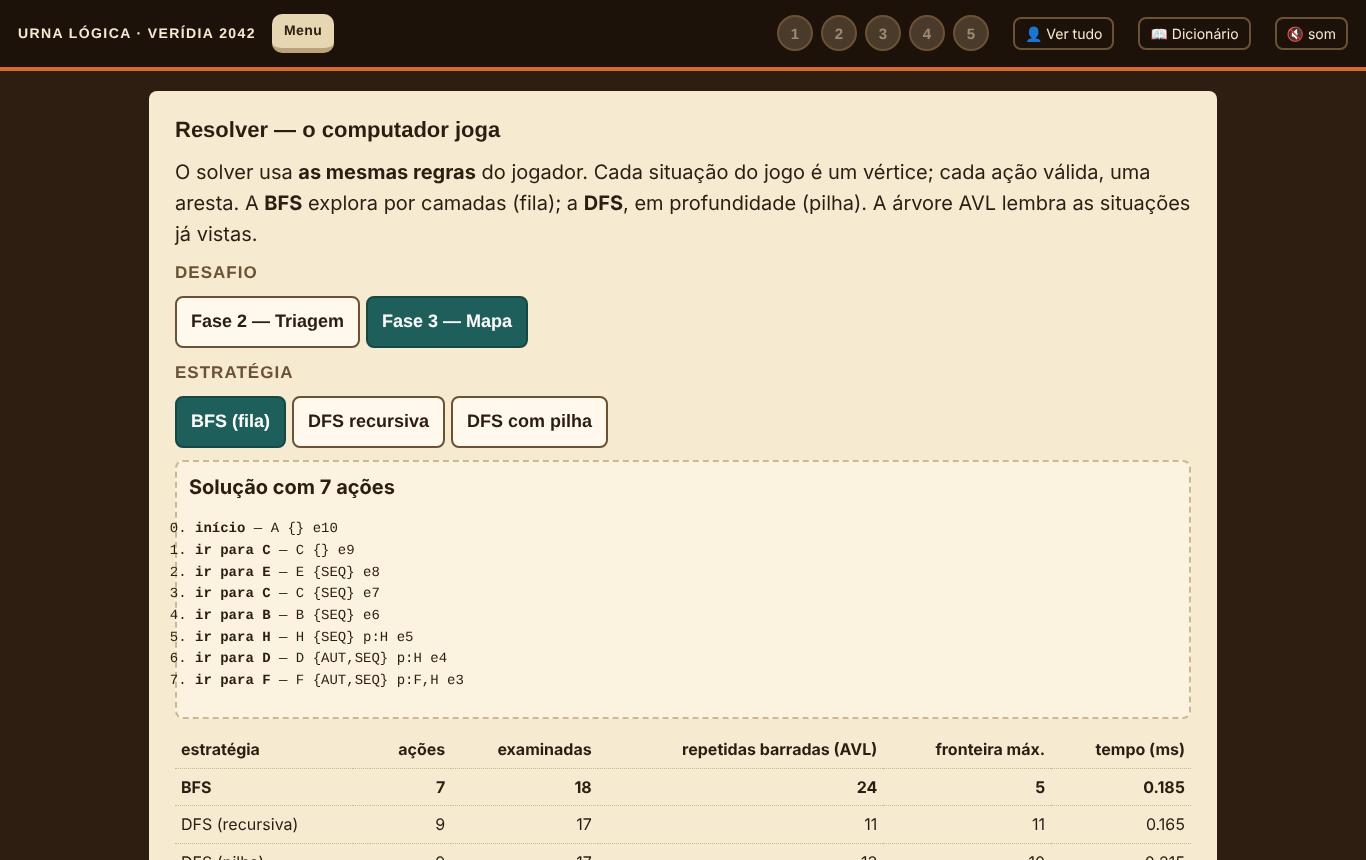 URNA LÓGICA · VERÍDIA 2042 Menu 1 2 3 4 5 👤 Ver tudo 📖 Dicionário 🔇 som
Resolver — o computador joga
O solver usa as mesmas regras do jogador. Cada situação do jogo é um vértice; cada ação válida, uma
aresta. A BFS explora por camadas (fila); a DFS, em profundidade (pilha). A árvore AVL lembra as situações
já vistas.
DESAFIO
Fase 2 — Triagem Fase 3 — Mapa
ESTRATÉGIA
BFS (fila) DFS recursiva DFS com pilha
Solução com 7 ações
0. início — A {} e10
1. ir para C — C {} e9
2. ir para E — E {SEQ} e8
3. ir para C — C {SEQ} e7
4. ir para B — B {SEQ} e6
5. ir para H — H {SEQ} p:H e5
6. ir para D — D {AUT,SEQ} p:H e4
7. ir para F — F {AUT,SEQ} p:F,H e3
estratégia ações examinadas repetidas barradas (AVL) fronteira máx. tempo (ms)
BFS 7 18 24 5 0.185
DFS (recursiva) 9 17 11 11 0.165
DFS (pilha) 9 17